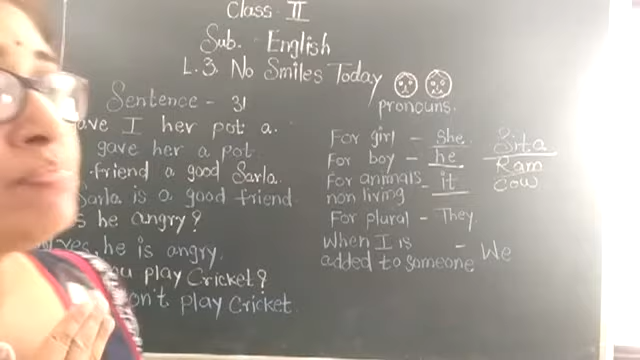 Class II
Sub. English
L.3. No Smiles Today
Sentence - 31
ave I her pot a.
gave her a pot
friend a good Sarla.
Sarla is a good friend
s he angry?
yes, he is angry.
ou play Cricket?
on't play Cricket.
pronouns.
For girl - she Sita
For boy - he Ram
For animals cow
non living - it
For plural - They.
When I is
added to someone - We